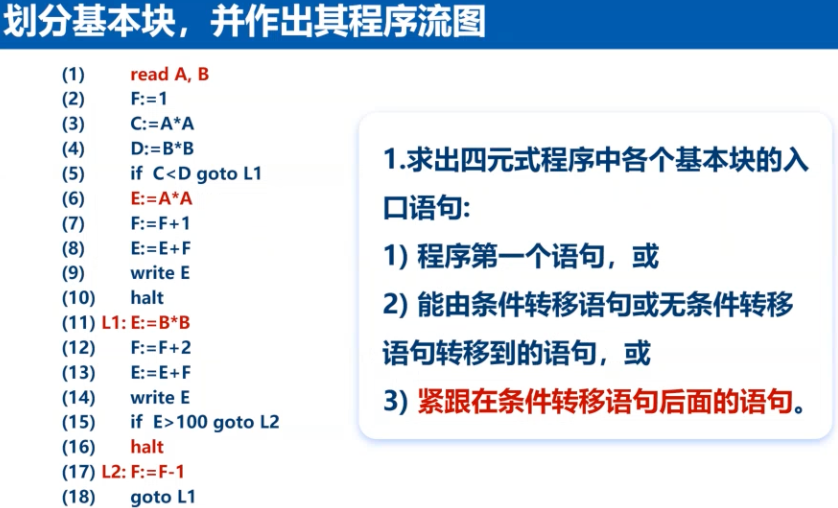 划分基本块，并作出其程序流图
(1) read A, B
(2) F:=1
(3) C:=A*A
(4) D:=B*B
(5) if C<D goto L1
(6) E:=A*A
(7) F:=F+1
(8) E:=E+F
(9) write E
(10) halt
(11) L1: E:=B*B
(12) F:=F+2
(13) E:=E+F
(14) write E
(15) if E>100 goto L2
(16) halt
(17) L2: F:=F-1
(18) goto L1
1.求出四元式程序中各个基本块的入
口语句:
1) 程序第一个语句，或
2) 能由条件转移语句或无条件转移
语句转移到的语句，或
3) 紧跟在条件转移语句后面的语句。